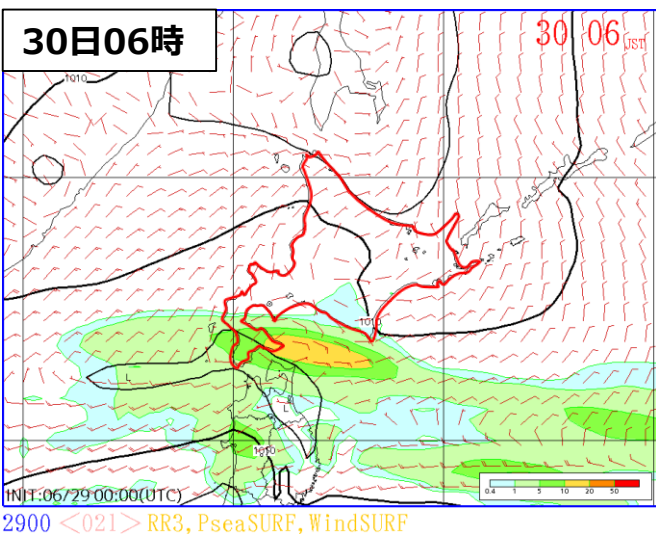 30日06時
30 06 JST
1010
1010
L
L
1010
INIT:06/29 00:00(UTC)
0.4 1 5 10 20 50
2900 <021> RR3,PseaSURF,WindSURF